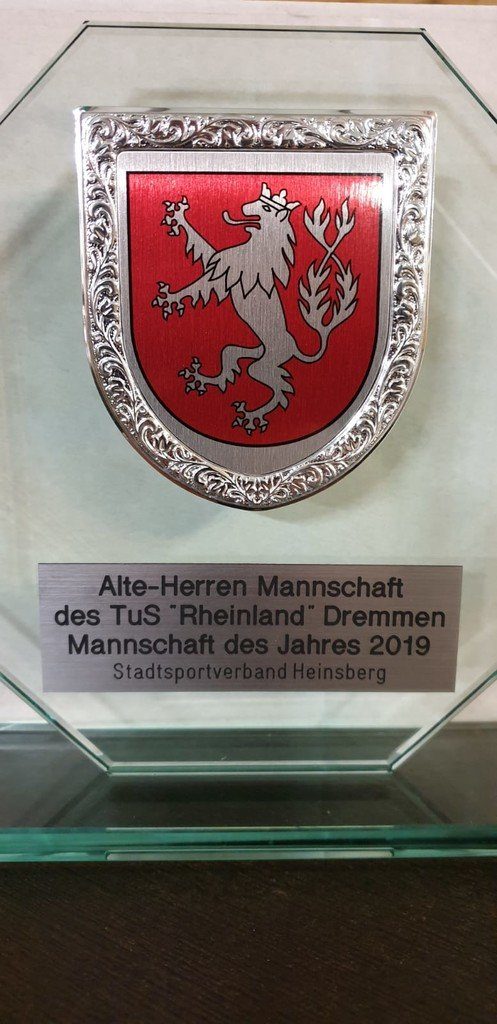 Alte-Herren Mannschaft
des TuS "Rheinland" Dremmen
Mannschaft des Jahres 2019
Stadtsportverband Heinsberg